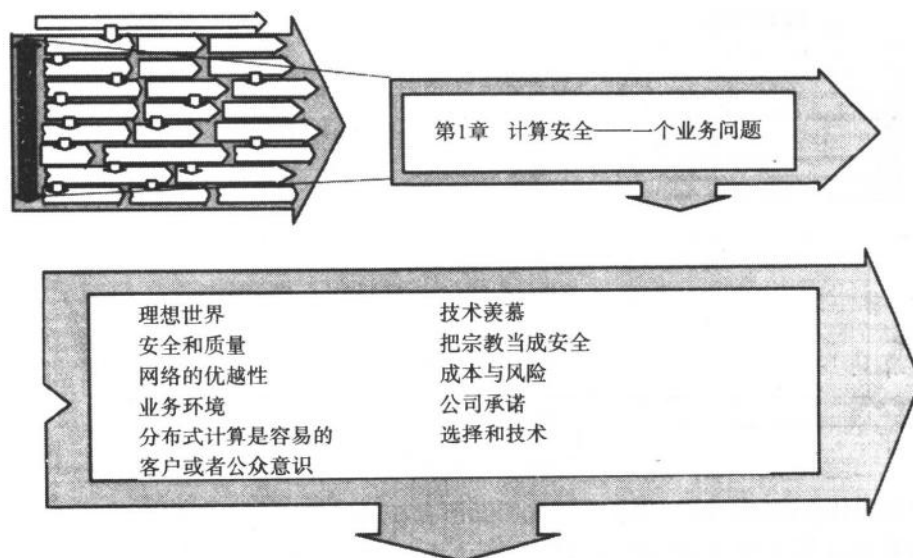 第1章 计算安全——一个业务问题
理想世界
安全和质量
网络的优越性
业务环境
分布式计算是容易的
客户或者公众意识
技术羡慕
把宗教当成安全
成本与风险
公司承诺
选择和技术